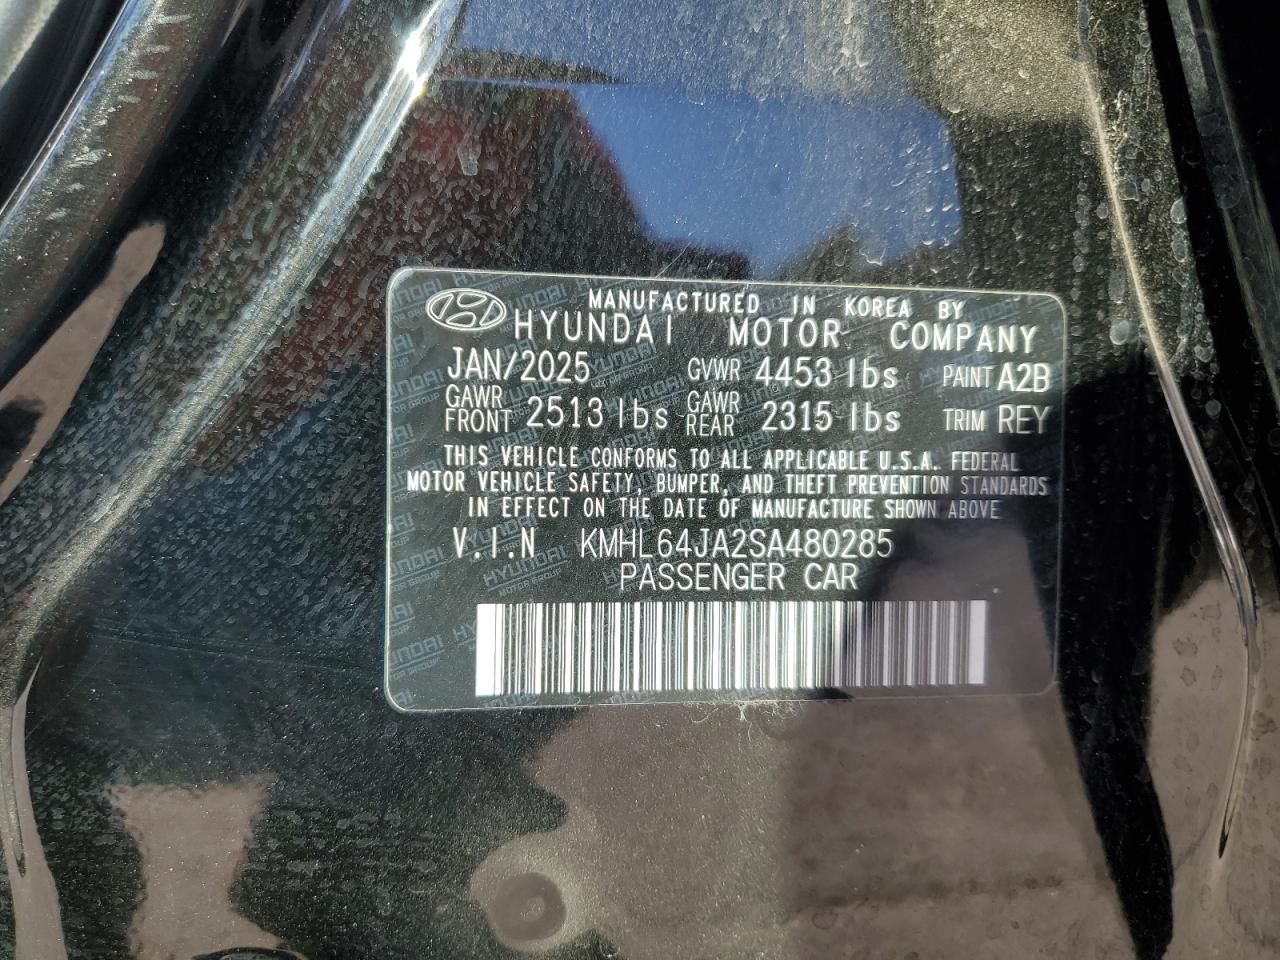 MANUFACTURED IN KOREA BY
HYUNDAI MOTOR COMPANY
JAN/2025 GVWR 4453 lbs PAINT A2B
GAWR FRONT 2513 lbs GAWR REAR 2315 lbs TRIM REY
THIS VEHICLE CONFORMS TO ALL APPLICABLE U.S.A. FEDERAL
MOTOR VEHICLE SAFETY, BUMPER, AND THEFT PREVENTION STANDARDS
IN EFFECT ON THE DATE OF MANUFACTURE SHOWN ABOVE
V.I.N KMHL64JA2SA480285
PASSENGER CAR